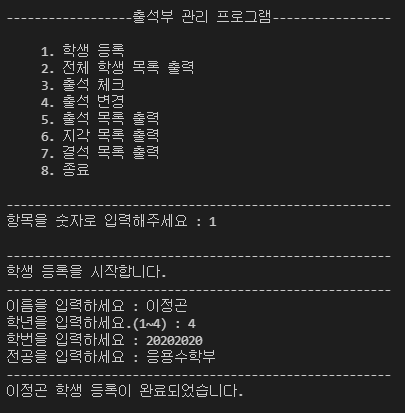 ------------------출석부 관리 프로그램-----------------
1. 학생 등록
2. 전체 학생 목록 출력
3. 출석 체크
4. 출석 변경
5. 출석 목록 출력
6. 지각 목록 출력
7. 결석 목록 출력
8. 종료
-------------------------------------------------------
항목을 숫자로 입력해주세요 : 1
-------------------------------------------------------
학생 등록을 시작합니다.
-------------------------------------------------------
이름을 입력하세요 : 이정곤
학년을 입력하세요.(1~4) : 4
학번을 입력하세요 : 20202020
전공을 입력하세요 : 응용수학부
-------------------------------------------------------
이정곤 학생 등록이 완료되었습니다.